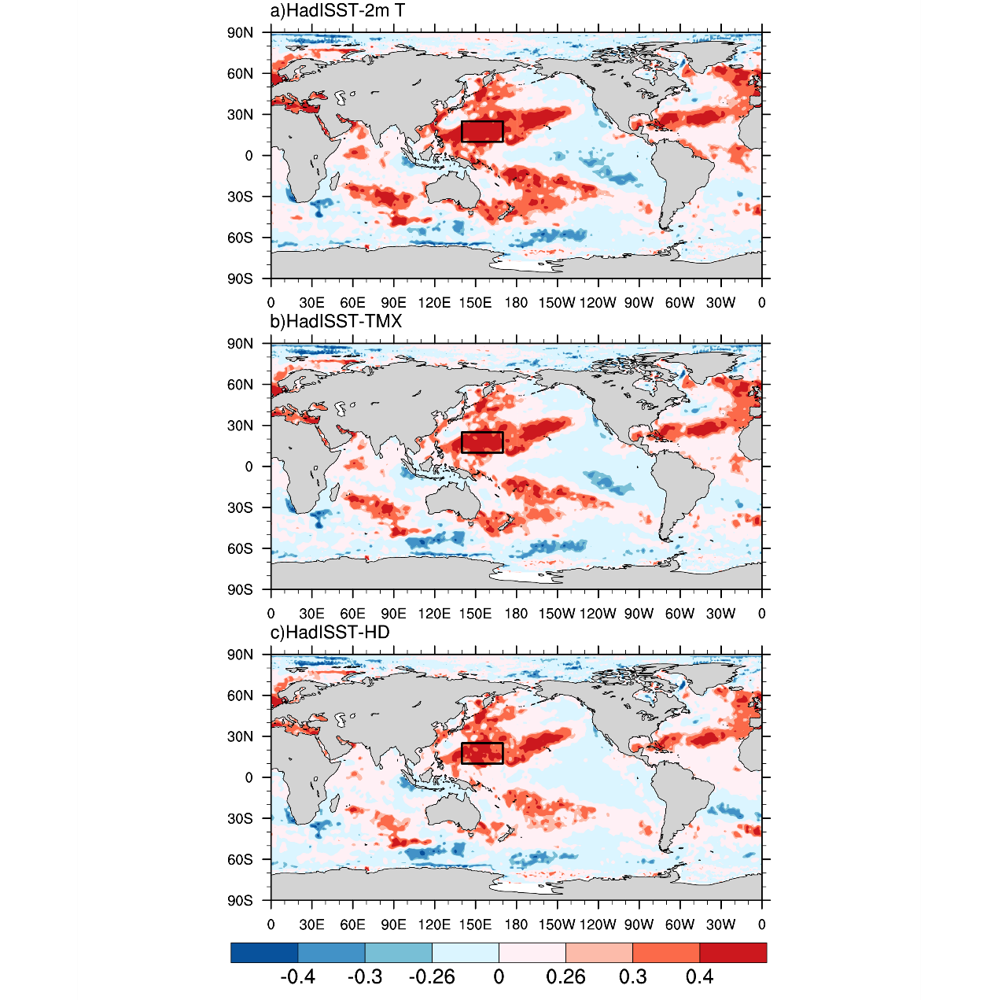 a)HadISST-2m T
90N
60N
30N
0
30S
60S
90S
0 30E 60E 90E 120E 150E 180 150W 120W 90W 60W 30W 0
b)HadISST-TMX
90N
60N
30N
0
30S
60S
90S
0 30E 60E 90E 120E 150E 180 150W 120W 90W 60W 30W 0
c)HadISST-HD
90N
60N
30N
0
30S
60S
90S
0 30E 60E 90E 120E 150E 180 150W 120W 90W 60W 30W 0
-0.4 -0.3 -0.26 0 0.26 0.3 0.4